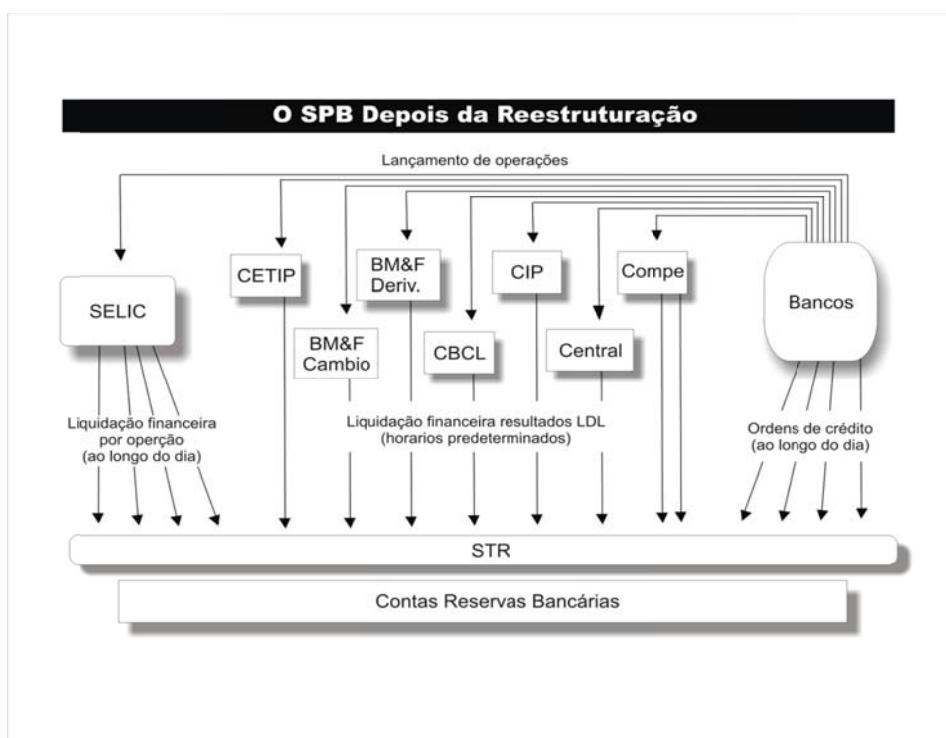 O SPB Depois da Reestruturação
Lançamento de operações
SELIC
CETIP
BM&F
Cambio
BM&F
Deriv.
CBCL
CIP
Central
Compe
Bancos
Liquidação financeira
por operção
(ao longo do dia)
Liquidação financeira resultados LDL
(horarios predeterminados)
Ordens de crédito
(ao longo do dia)
STR
Contas Reservas Bancárias